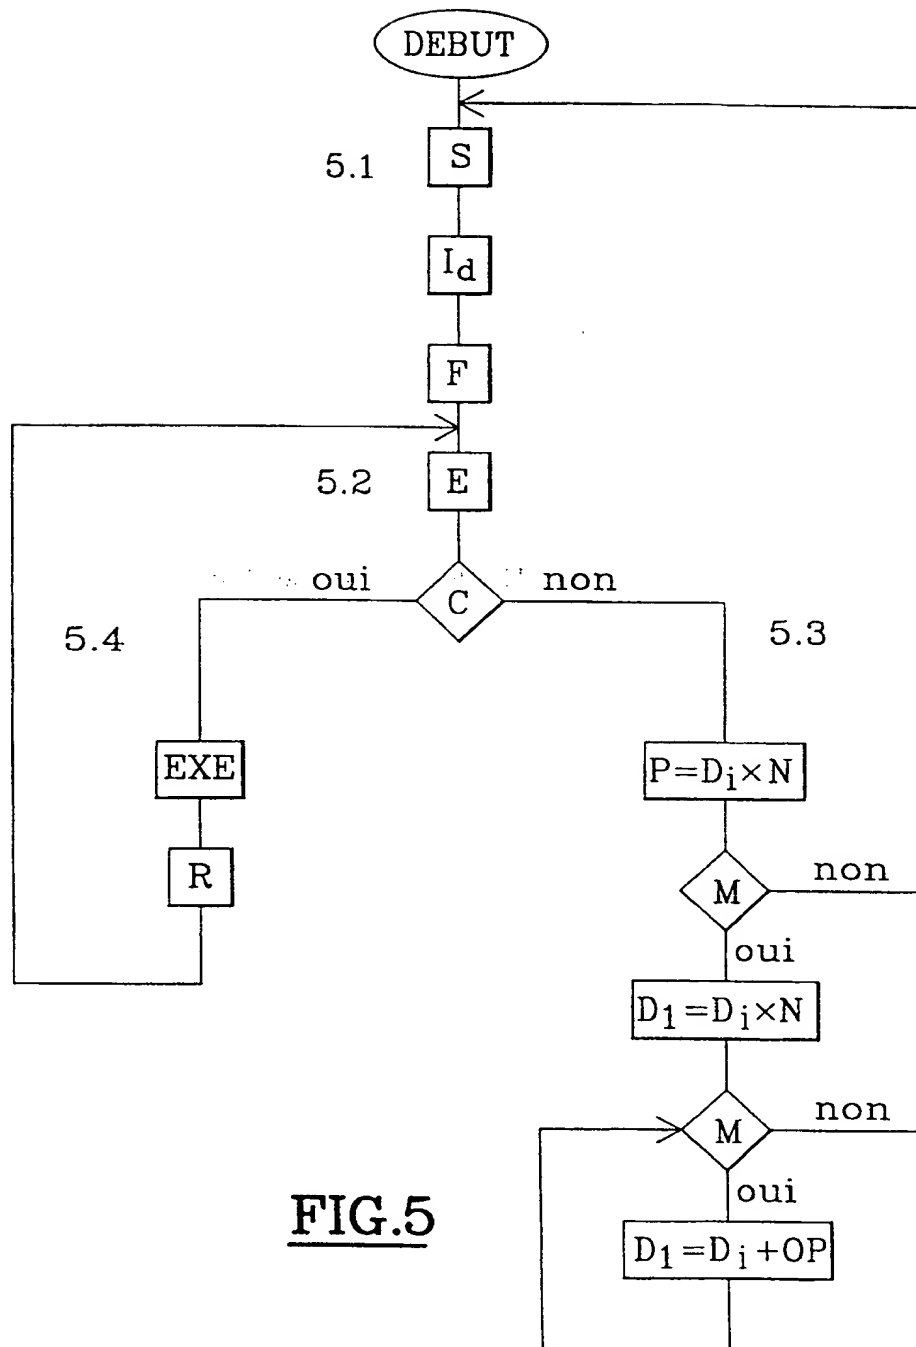 DEBUT
5.1
S
Id
F
5.2
E
oui
C
non
5.4
5.3
EXE
P=Di×N
R
M
non
oui
D1=Di×N
M
non
oui
D1=Di+OP
FIG.5